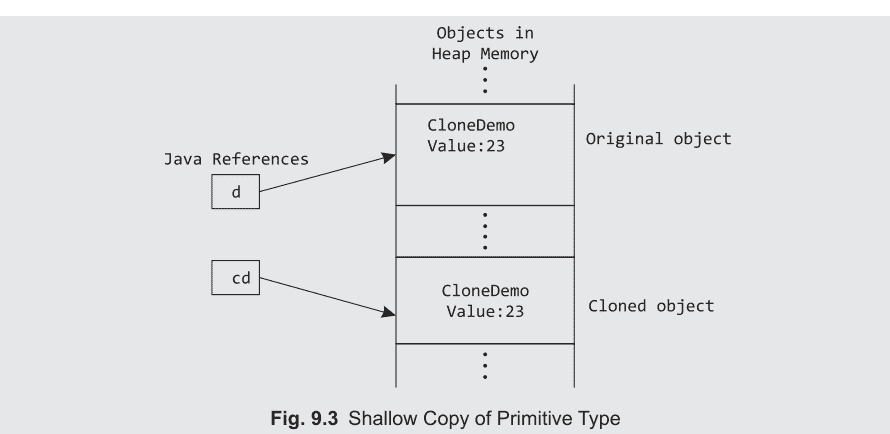 Objects in
Heap Memory
CloneDemo
Value:23
Original object
Java References
d
cd
CloneDemo
Value:23
Cloned object
Fig. 9.3 Shallow Copy of Primitive Type